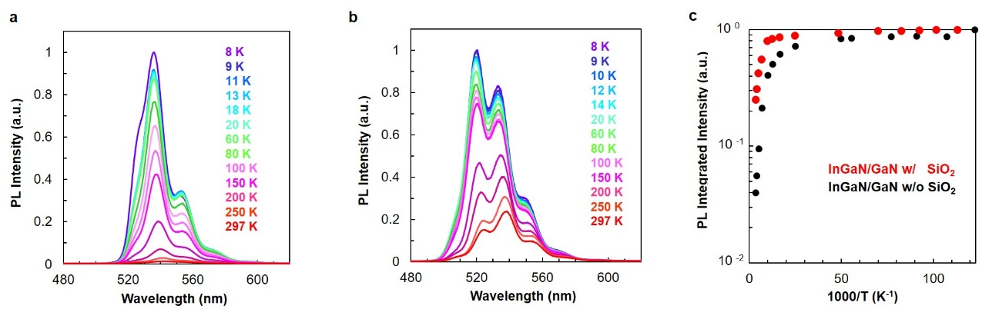 a
PL Intensity (a.u.)
1
0.8
0.6
0.4
0.2
0
480
520
560
600
Wavelength (nm)
8 K
9 K
11 K
13 K
18 K
20 K
60 K
80 K
100 K
150 K
200 K
250 K
297 K
b
PL Intensity (a.u.)
1
0.8
0.6
0.4
0.2
0
480
520
560
600
Wavelength (nm)
8 K
9 K
10 K
12 K
14 K
20 K
60 K
80 K
100 K
150 K
200 K
250 K
297 K
c
PL Integrated Intensity (a.u.)
10⁰
10⁻¹
10⁻²
0
50
100
1000/T (K⁻¹)
InGaN/GaN w/ SiO₂
InGaN/GaN w/o SiO₂